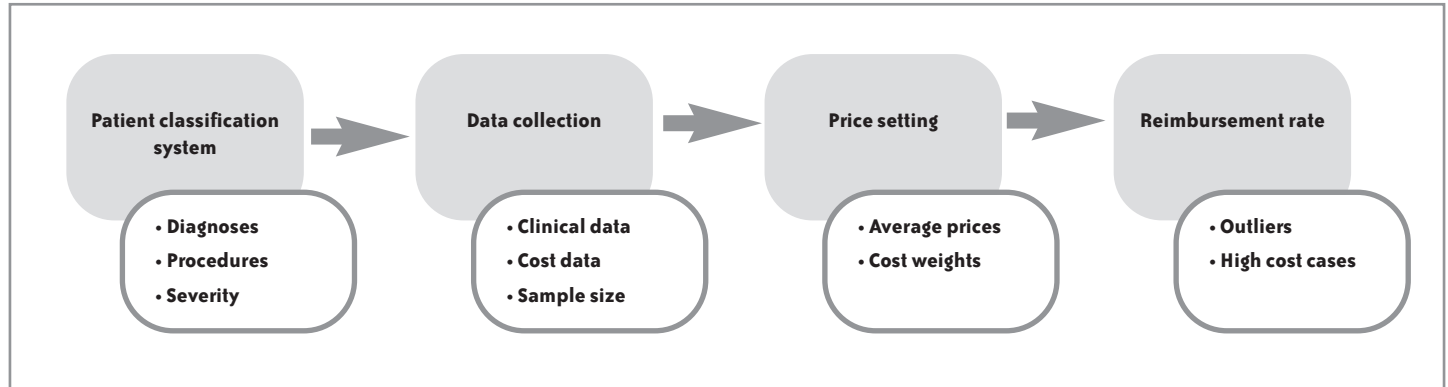 Patient classification
system
• Diagnoses
• Procedures
• Severity
Data collection
• Clinical data
• Cost data
• Sample size
Price setting
• Average prices
• Cost weights
Reimbursement rate
• Outliers
• High cost cases